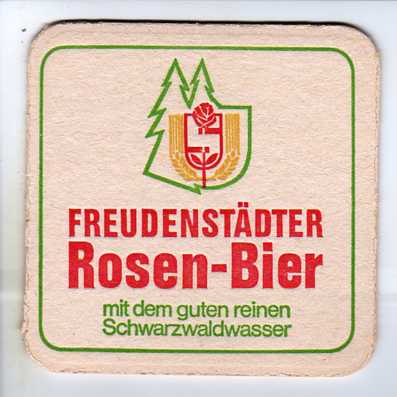 FREUDENSTÄDTER
Rosen-Bier
mit dem guten reinen
Schwarzwaldwasser